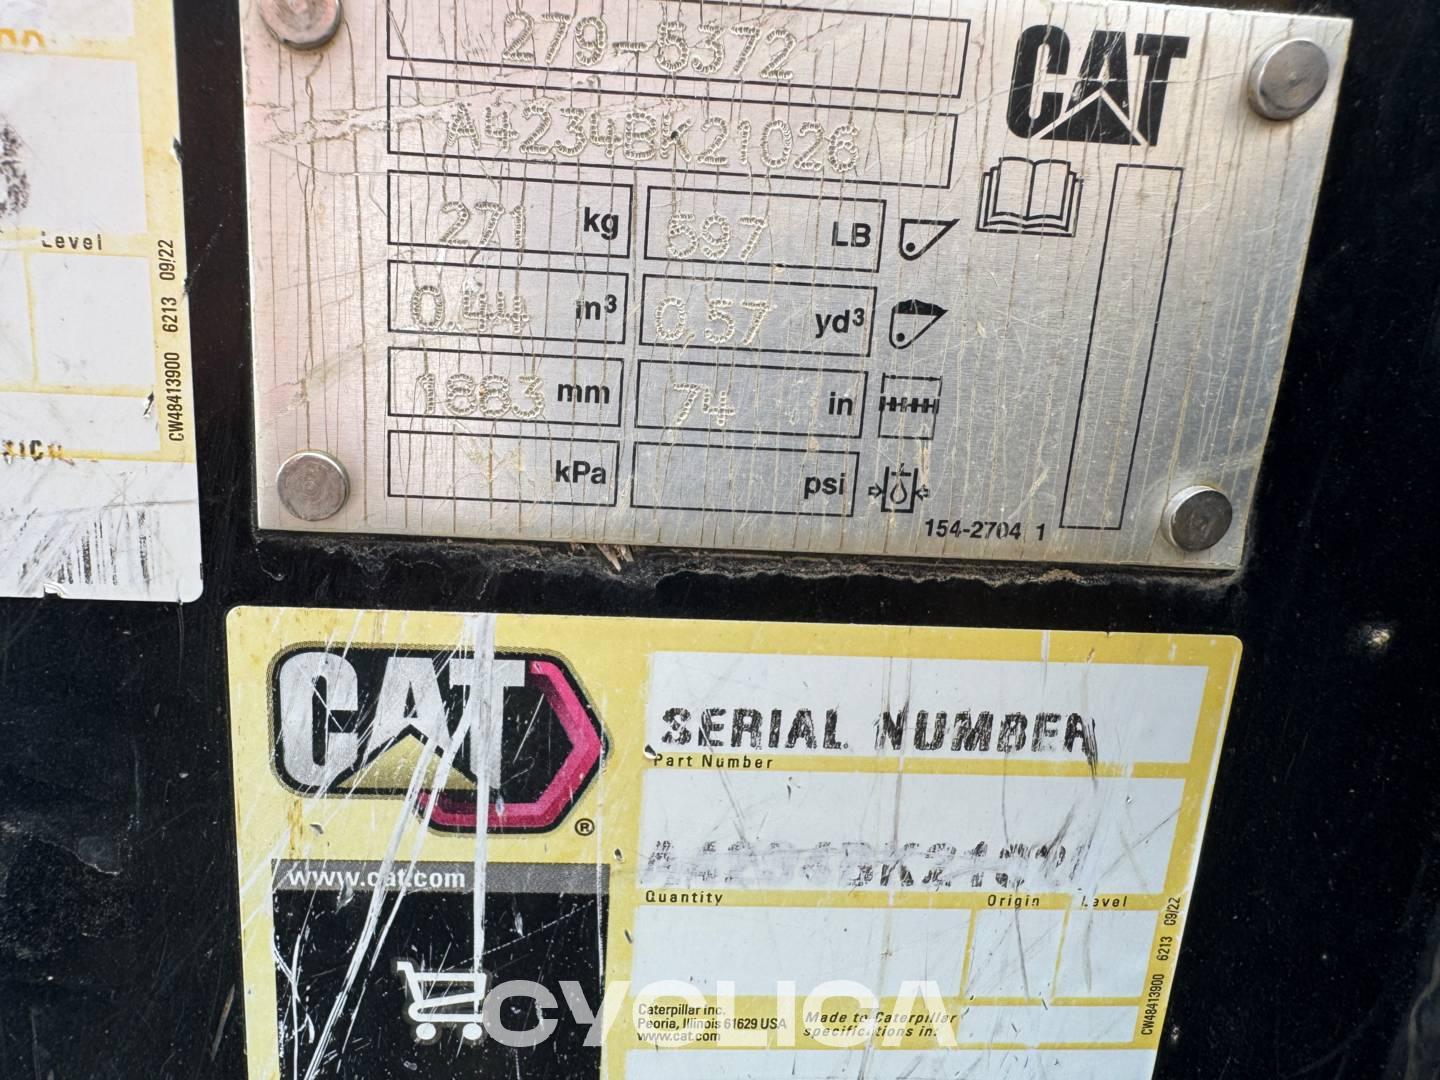 279-5372
CAT
A4234BK21026
271 kg 597 LB
0.44 m³ 0.57 yd³
1883 mm 74 in
kPa psi
154-2704 1
Level
CW48413900 6213 09/22
CAT
®
SERIAL NUMBER
Part Number
www.cat.com
Quantity Origin Level
CW48413900 6213 09/22
Caterpillar Inc.
Peoria, Illinois 61629 USA
www.cat.com
Made to Caterpillar
specifications in:
CYCLICA